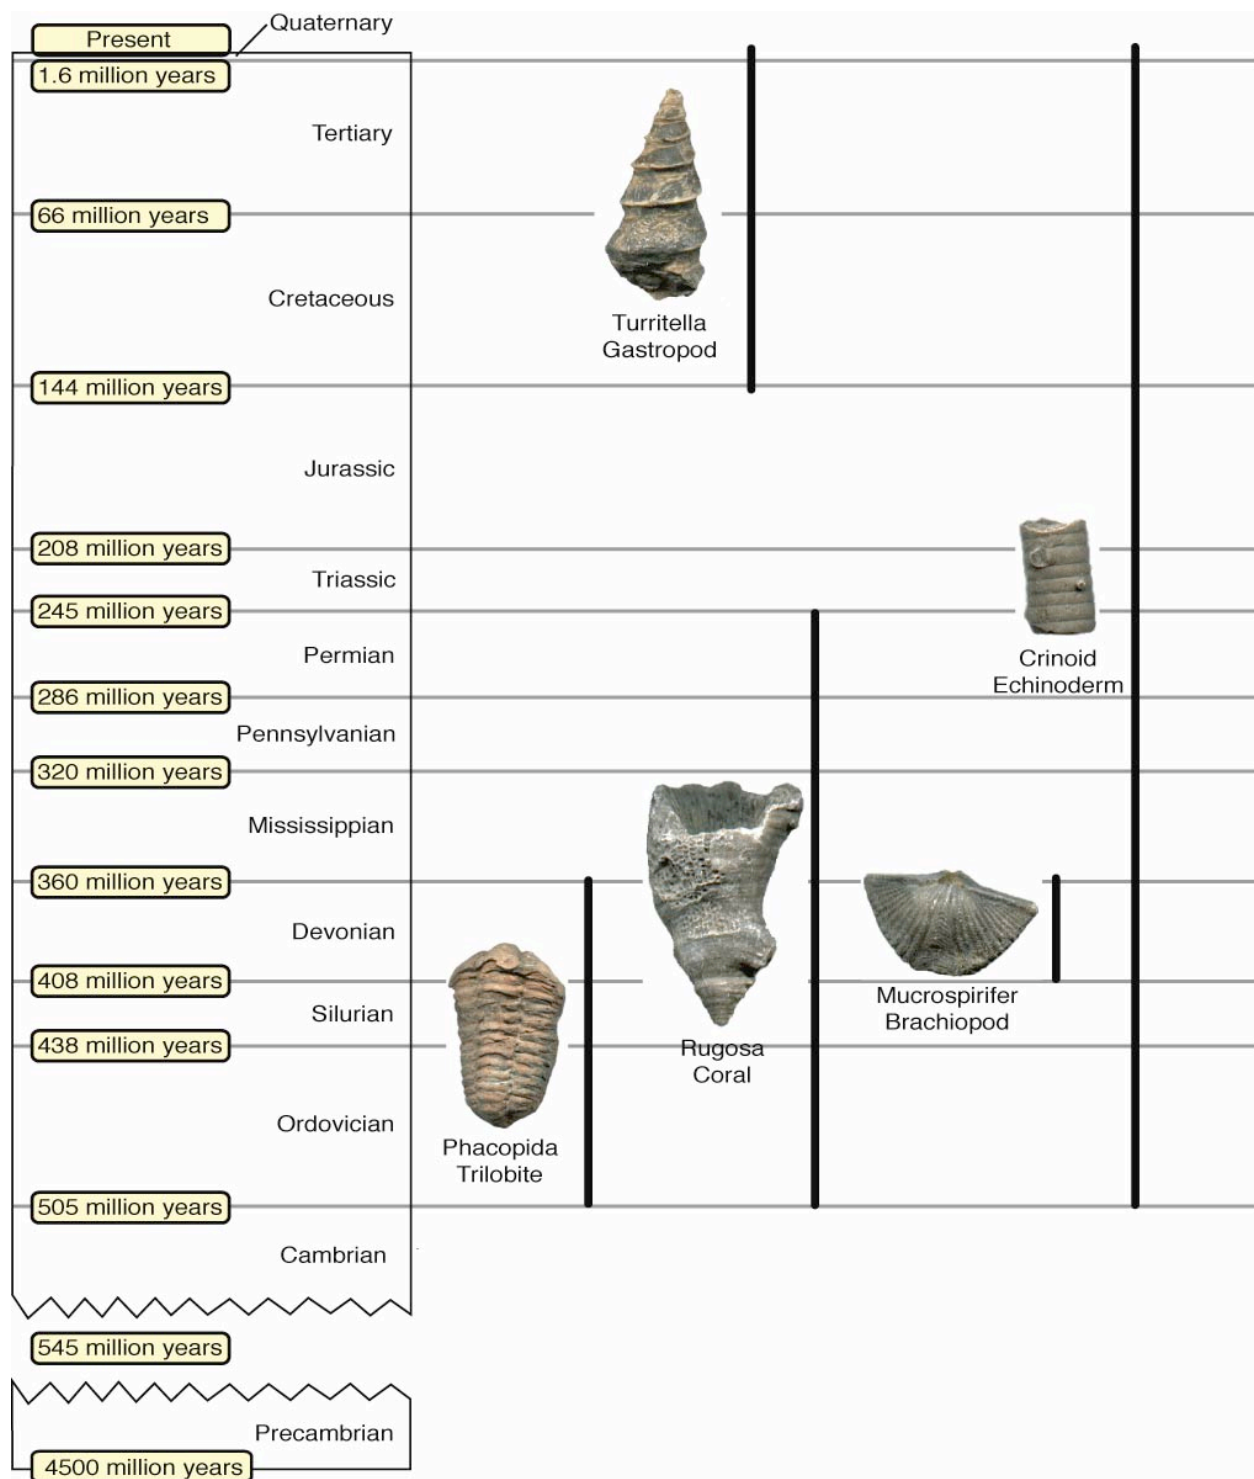 Quaternary
Present
1.6 million years
Tertiary
66 million years
Cretaceous
Turritella
Gastropod
144 million years
Jurassic
208 million years
Triassic
245 million years
Permian
Crinoid
Echinoderm
286 million years
Pennsylvanian
320 million years
Mississippian
360 million years
Devonian
408 million years
Mucrospirifer
Brachiopod
Silurian
438 million years
Rugosa
Coral
Ordovician
Phacopida
Trilobite
505 million years
Cambrian
545 million years
Precambrian
4500 million years